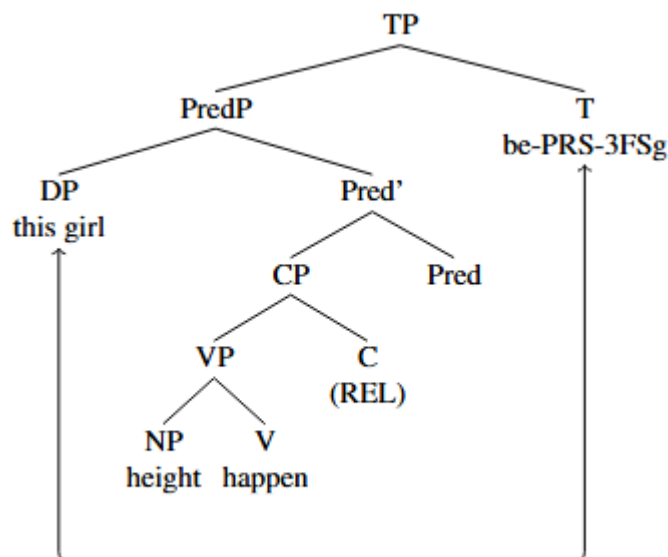 TP
PredP T
be-PRS-3FSg
DP Pred’
this girl
CP Pred
VP C
(REL)
NP V
height happen